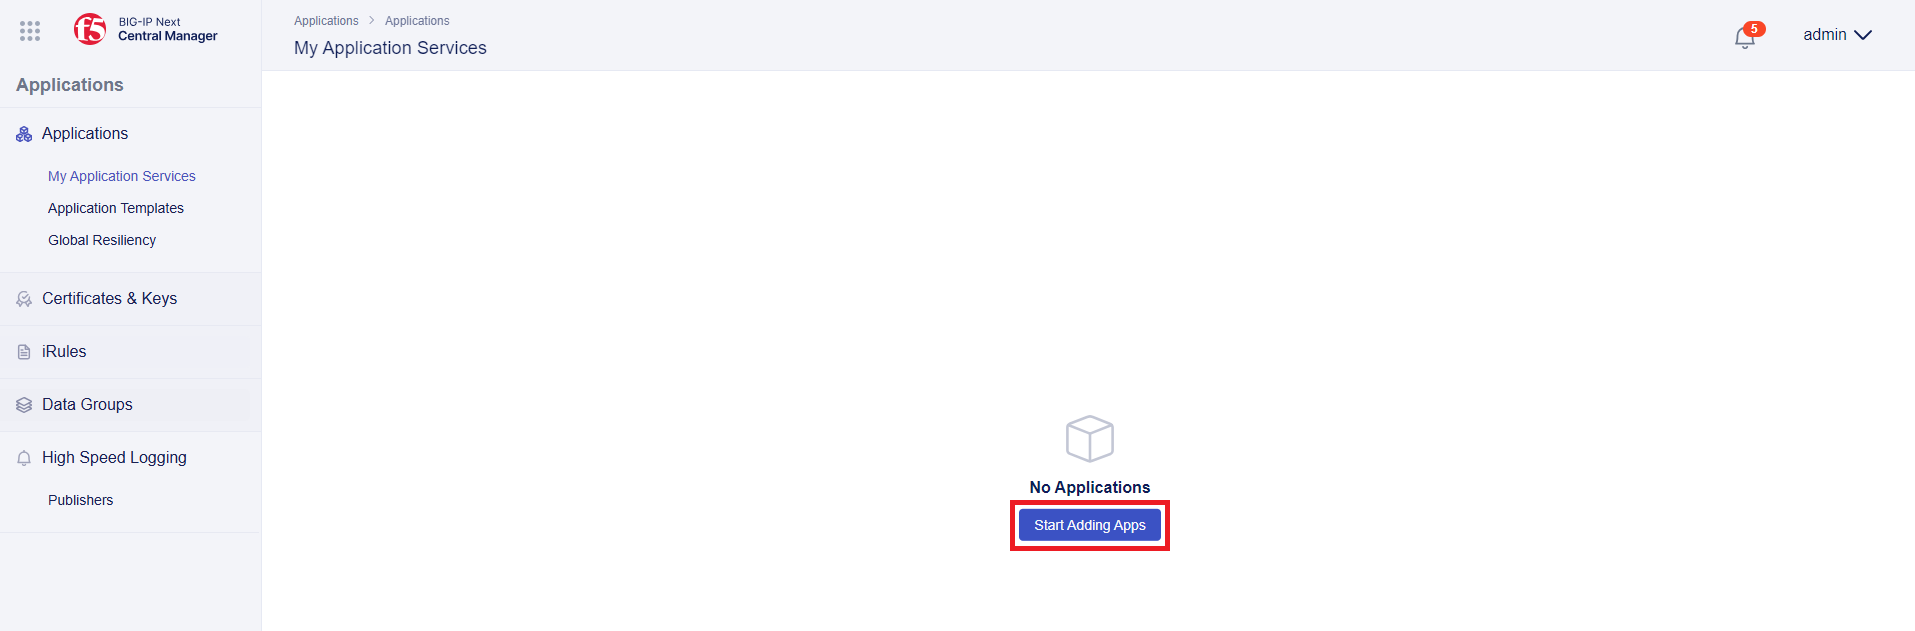 f5
BIG-IP Next
Central Manager
Applications
Applications
My Application Services
Application Templates
Global Resiliency
Certificates & Keys
iRules
Data Groups
High Speed Logging
Publishers
Applications > Applications
My Application Services
5
admin
No Applications
Start Adding Apps